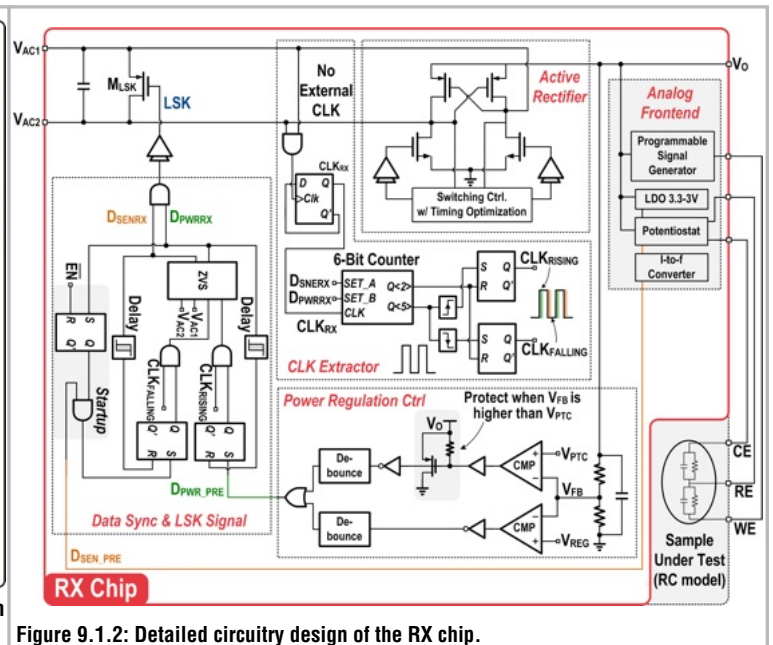 VAC1
VAC2
MLSK
LSK
No
External
CLK
Active
Rectifier
VO
Analog
Frontend
Programmable
Signal
Generator
LDO 3.3-3V
Potentiostat
I-to-f
Converter
Switching Ctrl.
w/ Timing Optimization
CLKRX
D Q
Clk
Q'
DSENRX
DPWRRX
6-Bit Counter
DSNERX
SET_A
Q<2>
DPWRRX
SET_B
Q<5>
CLK
CLKRX
S Q
R Q'
CLKRISING
S Q
R Q'
CLKFALLING
CLK Extractor
EN
R S
Q' Q
Startup
Delay
ZVS
VAC2
VAC1
Delay
CLKFALLING
CLKRISING
Q' Q
R S
Q' Q
R S
DPWR_PRE
Data Sync & LSK Signal
DSEN_PRE
RX Chip
Power Regulation Ctrl
Protect when VFB is
higher than VPTC
VO
De-
bounce
CMP
+
−
VPTC
VFB
De-
bounce
CMP
−
+
VREG
CE
RE
WE
Sample
Under Test
(RC model)
n
Figure 9.1.2: Detailed circuitry design of the RX chip.